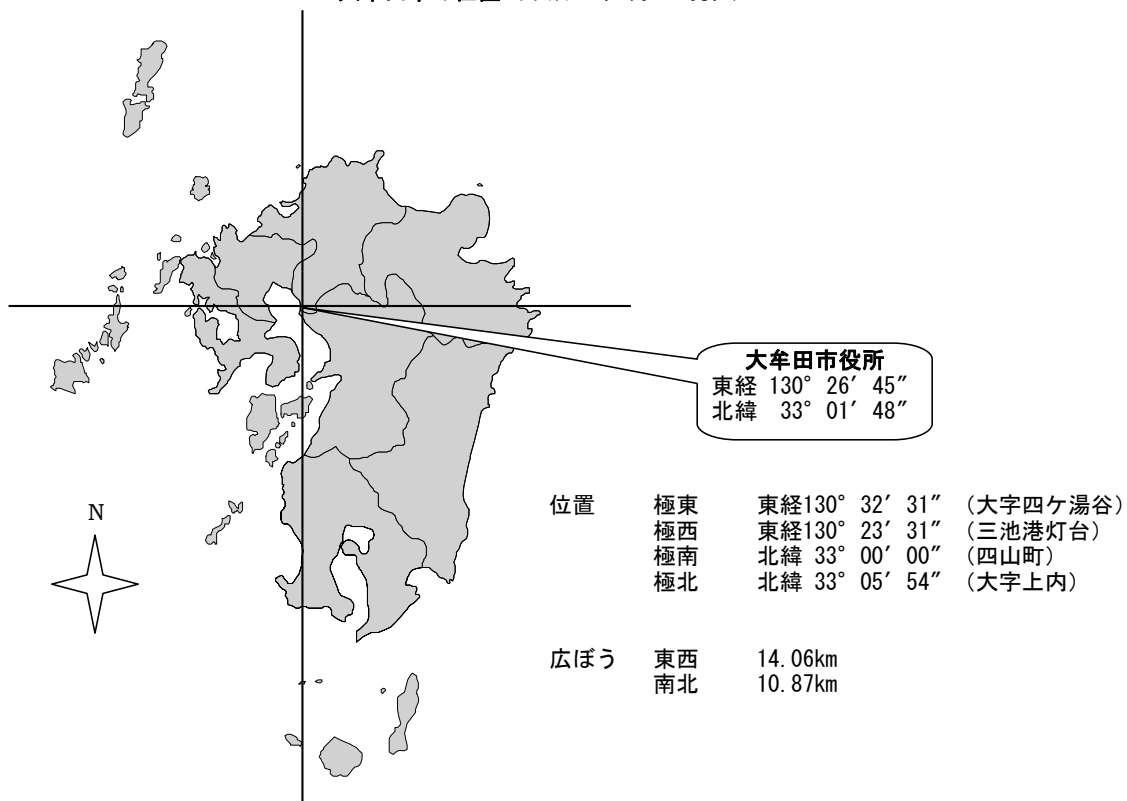 大牟田市役所
東経 130° 26′ 45″
北緯 33° 01′ 48″
N
位置 極東 東経130° 32′ 31″ (大字四ケ湯谷)
極西 東経130° 23′ 31″ (三池港灯台)
極南 北緯 33° 00′ 00″ (四山町)
極北 北緯 33° 05′ 54″ (大字上内)
広ぼう 東西 14.06km
南北 10.87km